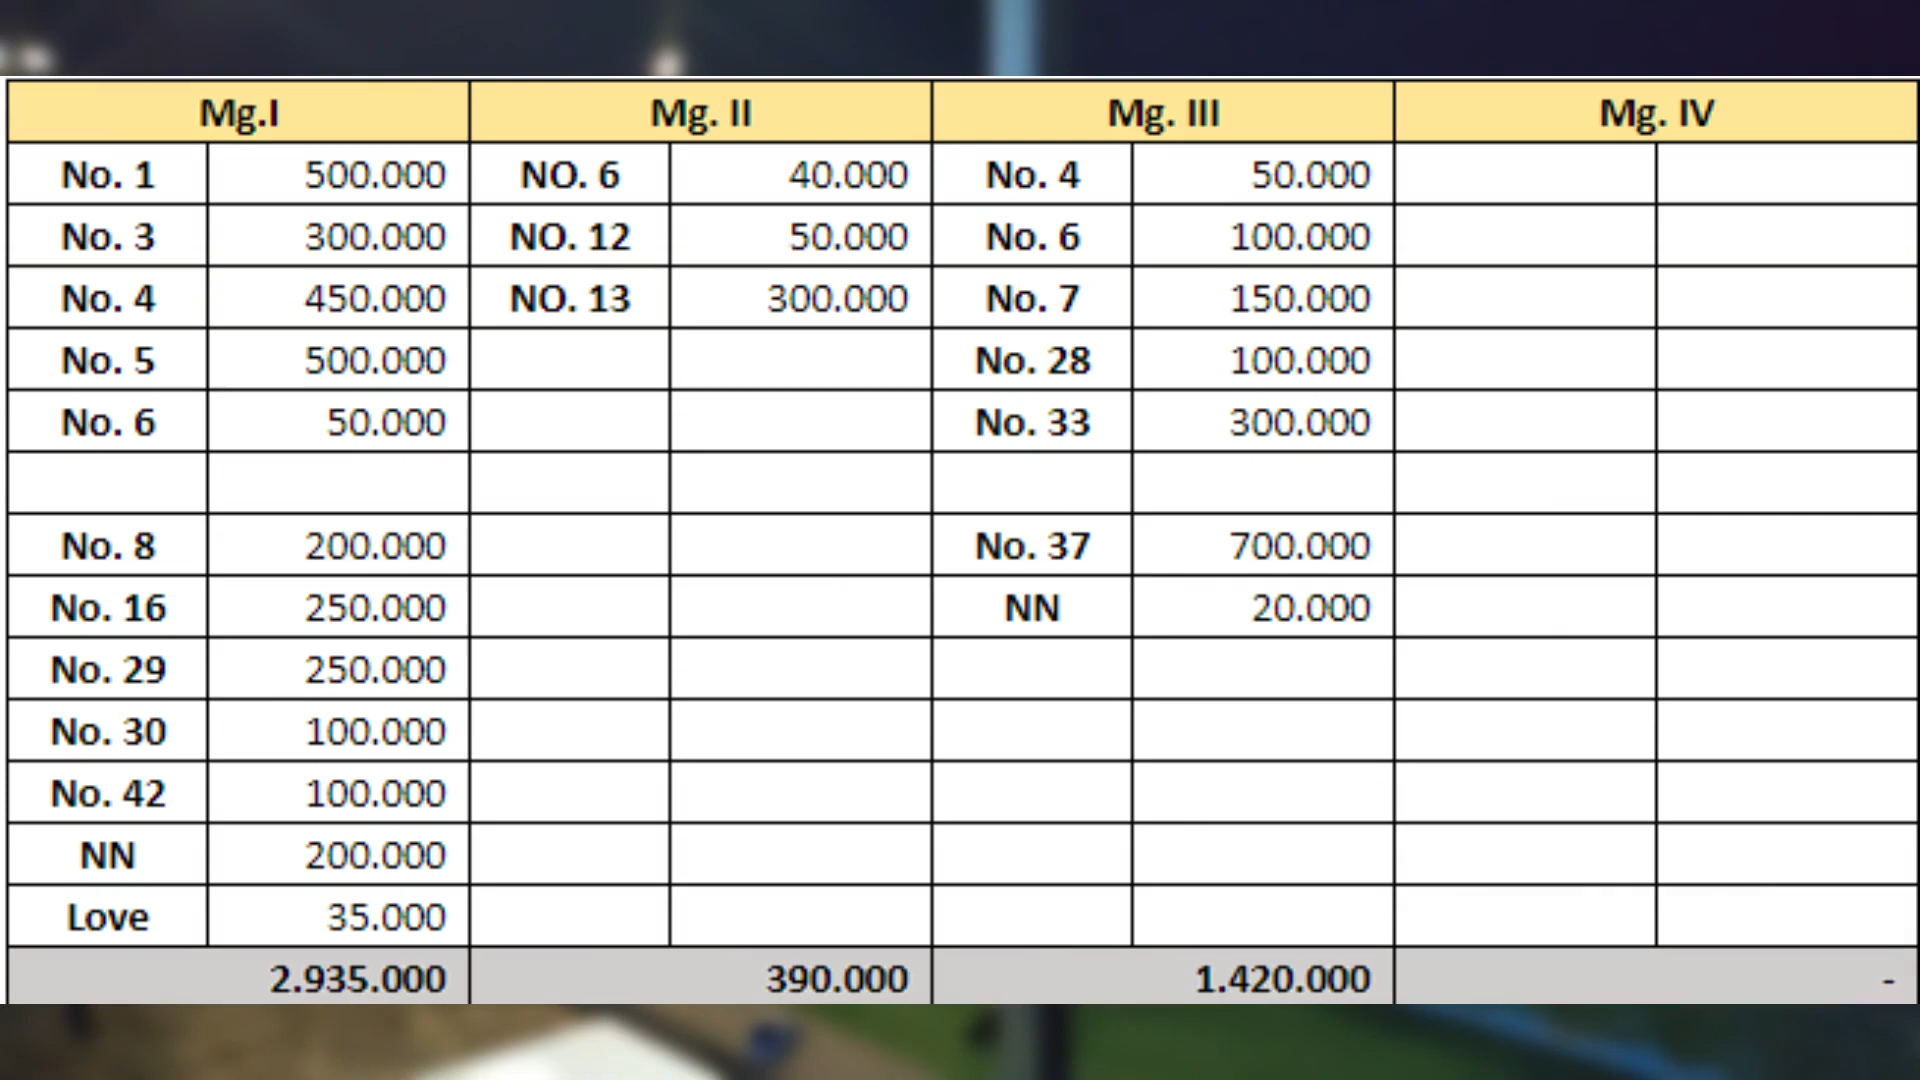 Mg.I Mg. II Mg. III Mg. IV
No. 1 500.000 NO. 6 40.000 No. 4 50.000
No. 3 300.000 NO. 12 50.000 No. 6 100.000
No. 4 450.000 NO. 13 300.000 No. 7 150.000
No. 5 500.000 No. 28 100.000
No. 6 50.000 No. 33 300.000
No. 8 200.000 No. 37 700.000
No. 16 250.000 NN 20.000
No. 29 250.000
No. 30 100.000
No. 42 100.000
NN 200.000
Love 35.000
2.935.000 390.000 1.420.000 -